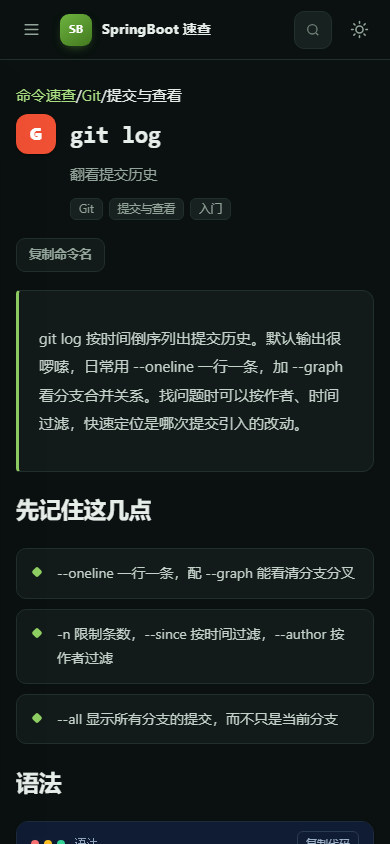 SB
SpringBoot 速查
命令速查/Git/提交与查看
G
git log
翻看提交历史
Git
提交与查看
入门
复制命令名
git log 按时间倒序列出提交历史。默认输出很
啰嗦，日常用 --oneline 一行一条，加 --graph
看分支合并关系。找问题时可以按作者、时间
过滤，快速定位是哪次提交引入的改动。
先记住这几点
--oneline 一行一条，配 --graph 能看清分支分叉
-n 限制条数，--since 按时间过滤，--author 按
作者过滤
--all 显示所有分支的提交，而不只是当前分支
语法
语法
复制代码